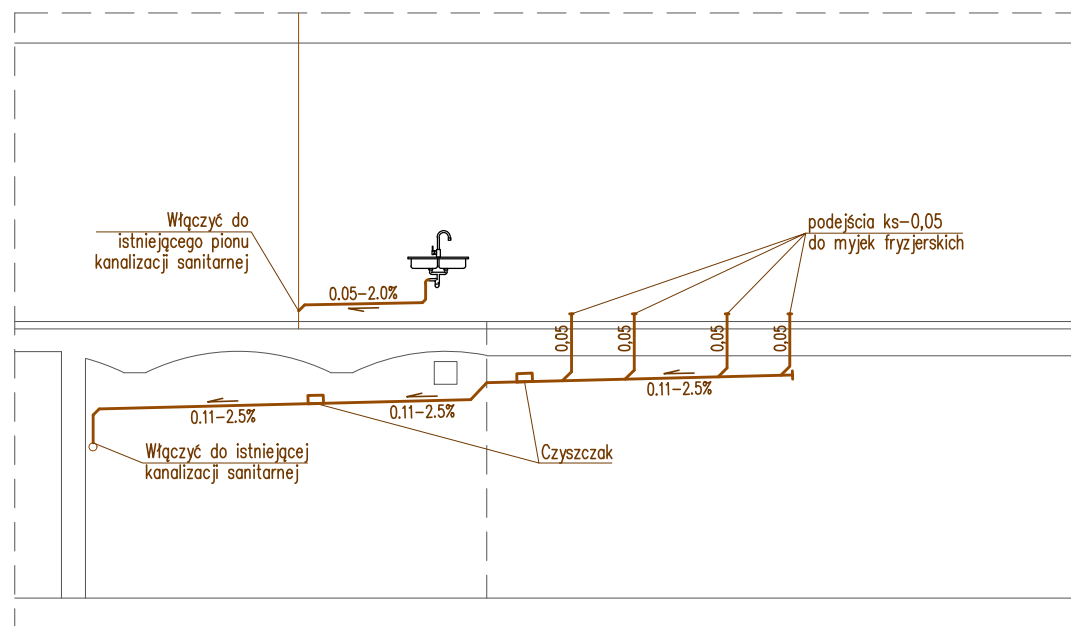 Włączyć do
istniejącego pionu
kanalizacji sanitarnej
podejścia ks-0,05
do myjek fryzjerskich
0.05-2.0%
0,05
0,05
0,05
0,05
0.11-2.5%
0.11-2.5%
0.11-2.5%
Włączyć do istniejącej
kanalizacji sanitarnej
Czyszczak